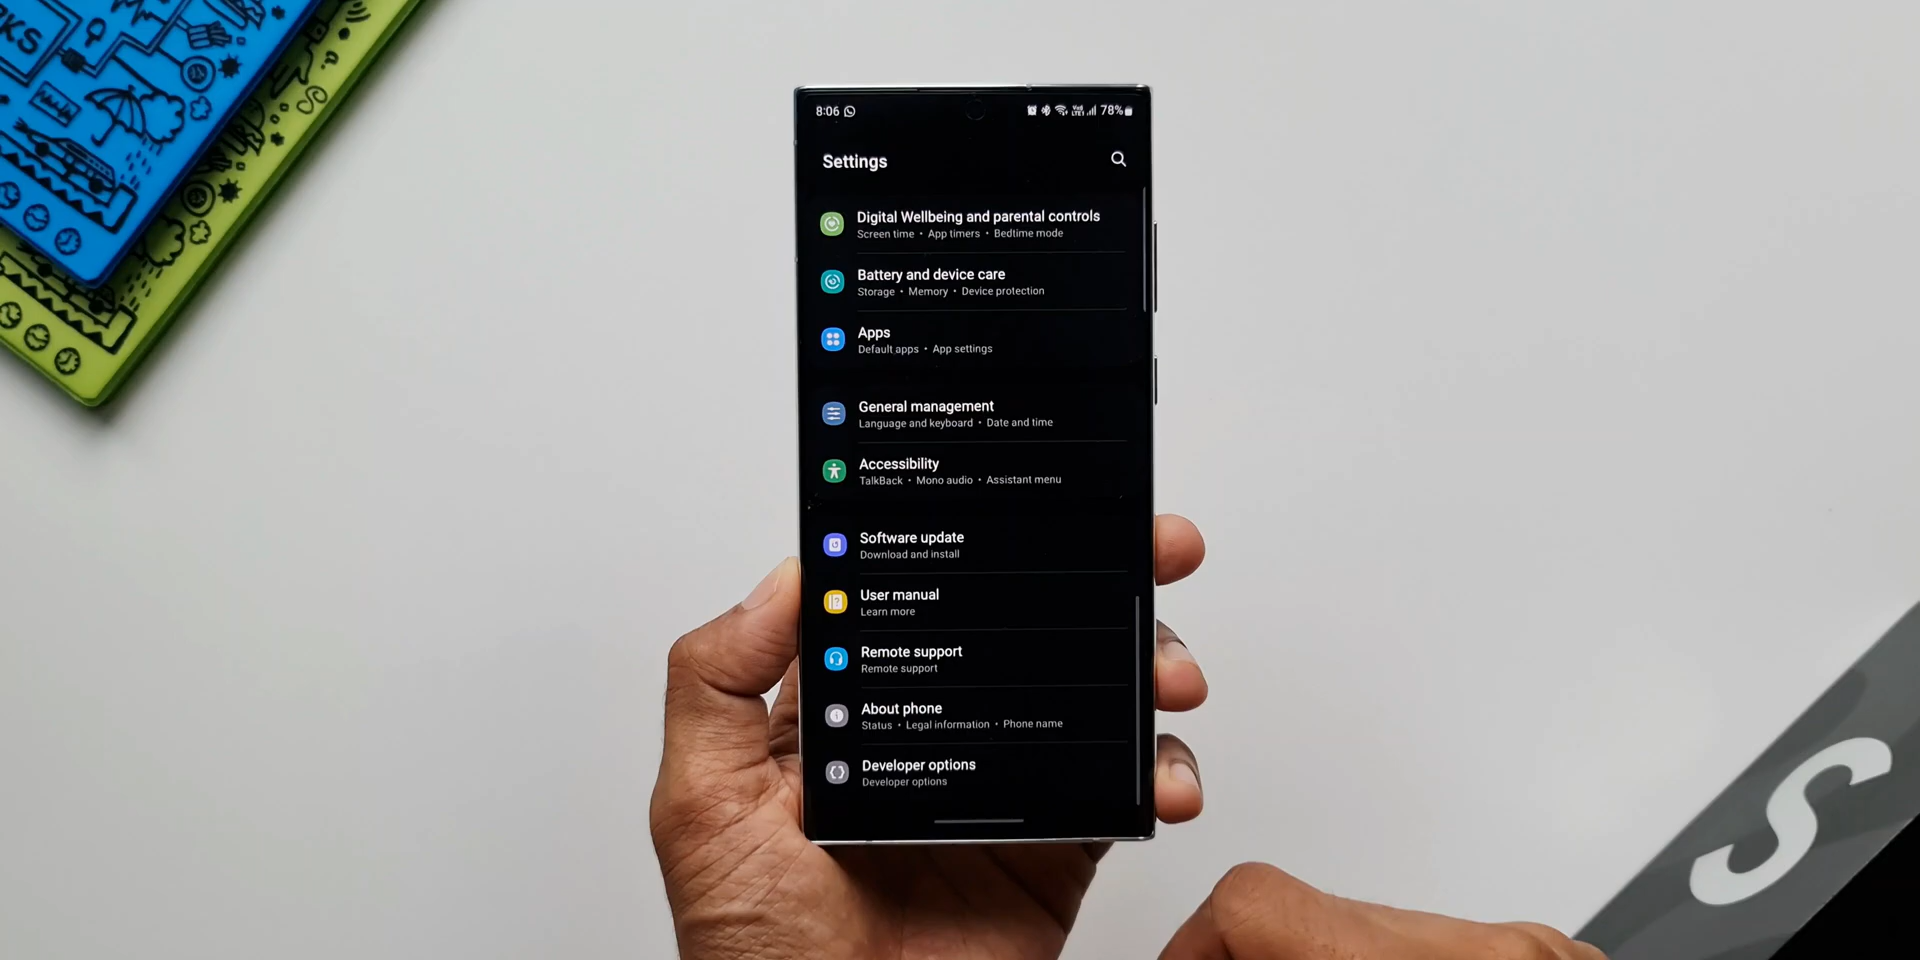 RKS
8:06 78%
Settings
Digital Wellbeing and parental controls
Screen time • App timers • Bedtime mode
Battery and device care
Storage • Memory • Device protection
Apps
Default apps • App settings
General management
Language and keyboard • Date and time
Accessibility
TalkBack • Mono audio • Assistant menu
Software update
Download and install
User manual
Learn more
Remote support
Remote support
About phone
Status • Legal information • Phone name
Developer options
Developer options
S